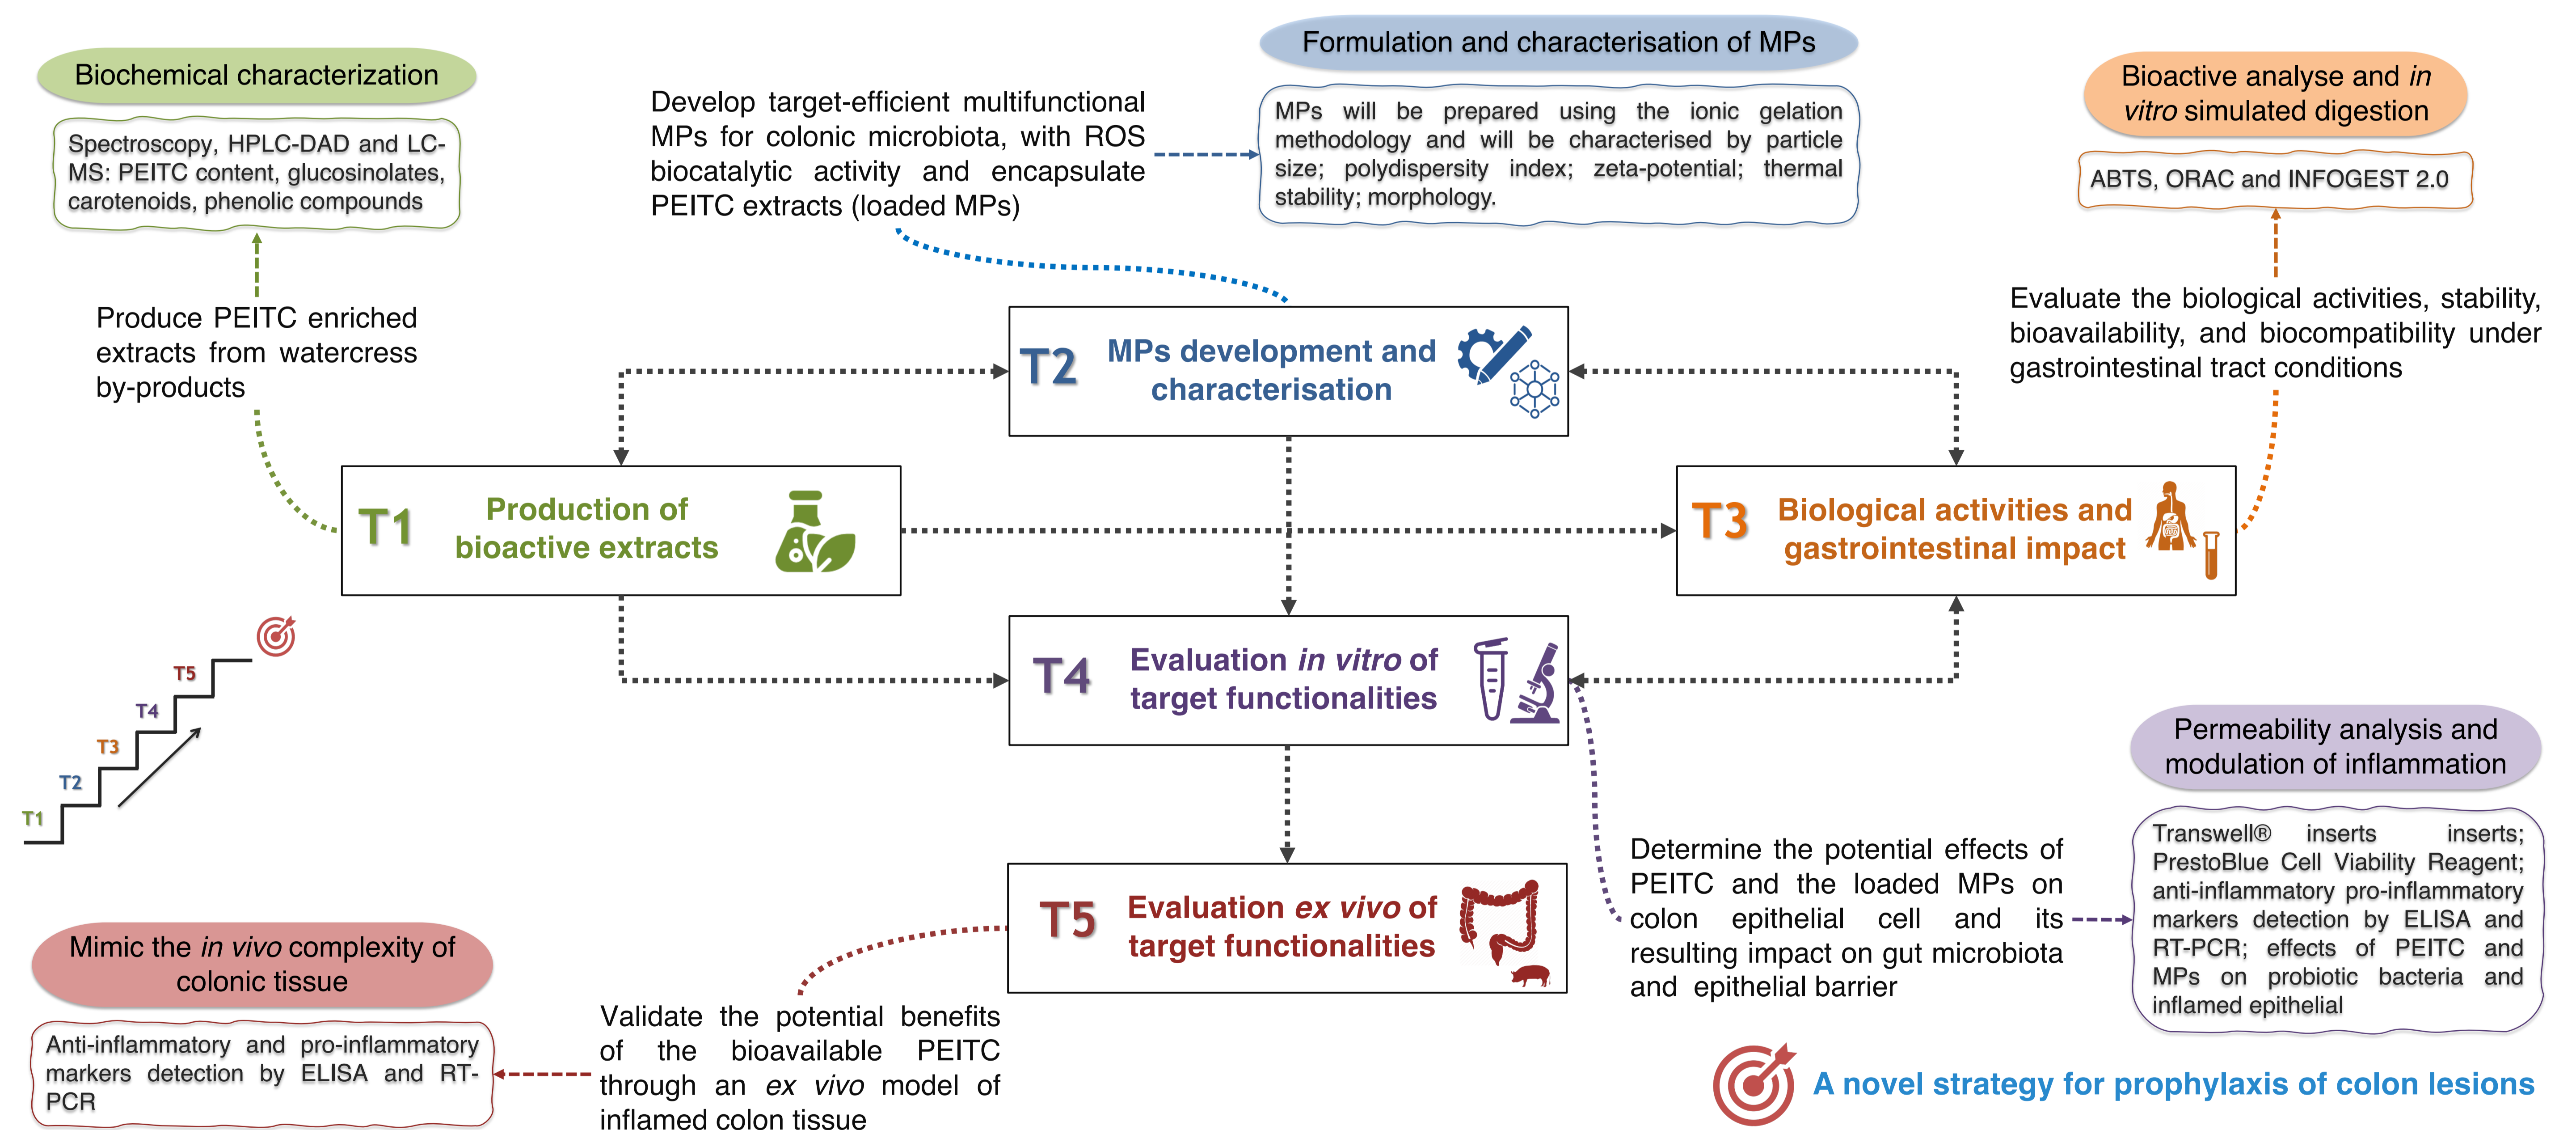 Biochemical characterization
Spectroscopy, HPLC-DAD and LC-
MS: PEITC content, glucosinolates,
carotenoids, phenolic compounds
Produce PEITC enriched
extracts from watercress
by-products
Develop target-efficient multifunctional
MPs for colonic microbiota, with ROS
biocatalytic activity and encapsulate
PEITC extracts (loaded MPs)
Formulation and characterisation of MPs
MPs will be prepared using the ionic gelation
methodology and will be characterised by particle
size; polydispersity index; zeta-potential; thermal
stability; morphology.
Bioactive analyse and in
vitro simulated digestion
ABTS, ORAC and INFOGEST 2.0
Evaluate the biological activities, stability,
bioavailability, and biocompatibility under
gastrointestinal tract conditions
T2
MPs development and
characterisation
T1
Production of
bioactive extracts
T3
Biological activities and
gastrointestinal impact
T4
Evaluation in vitro of
target functionalities
T5
Evaluation ex vivo of
target functionalities
T5
T4
T3
T2
T1
Permeability analysis and
modulation of inflammation
Transwell® inserts inserts;
PrestoBlue Cell Viability Reagent;
anti-inflammatory pro-inflammatory
markers detection by ELISA and
RT-PCR; effects of PEITC and
MPs on probiotic bacteria and
inflamed epithelial
Determine the potential effects of
PEITC and the loaded MPs on
colon epithelial cell and its
resulting impact on gut microbiota
and epithelial barrier
Mimic the in vivo complexity of
colonic tissue
Anti-inflammatory and pro-inflammatory
markers detection by ELISA and RT-
PCR
Validate the potential benefits
of the bioavailable PEITC
through an ex vivo model of
inflamed colon tissue
A novel strategy for prophylaxis of colon lesions